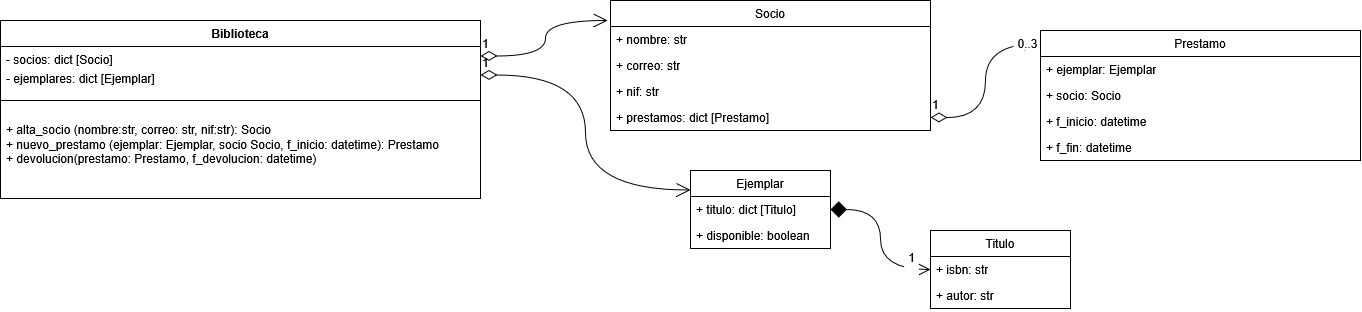 Biblioteca
- socios: dict [Socio]
- ejemplares: dict [Ejemplar]
+ alta_socio (nombre:str, correo: str, nif:str): Socio
+ nuevo_prestamo (ejemplar: Ejemplar, socio Socio, f_inicio: datetime): Prestamo
+ devolucion(prestamo: Prestamo, f_devolucion: datetime)
1
1
Socio
+ nombre: str
+ correo: str
+ nif: str
+ prestamos: dict [Prestamo]
1
0..3
Prestamo
+ ejemplar: Ejemplar
+ socio: Socio
+ f_inicio: datetime
+ f_fin: datetime
Ejemplar
+ titulo: dict [Titulo]
+ disponible: boolean
1
Titulo
+ isbn: str
+ autor: str